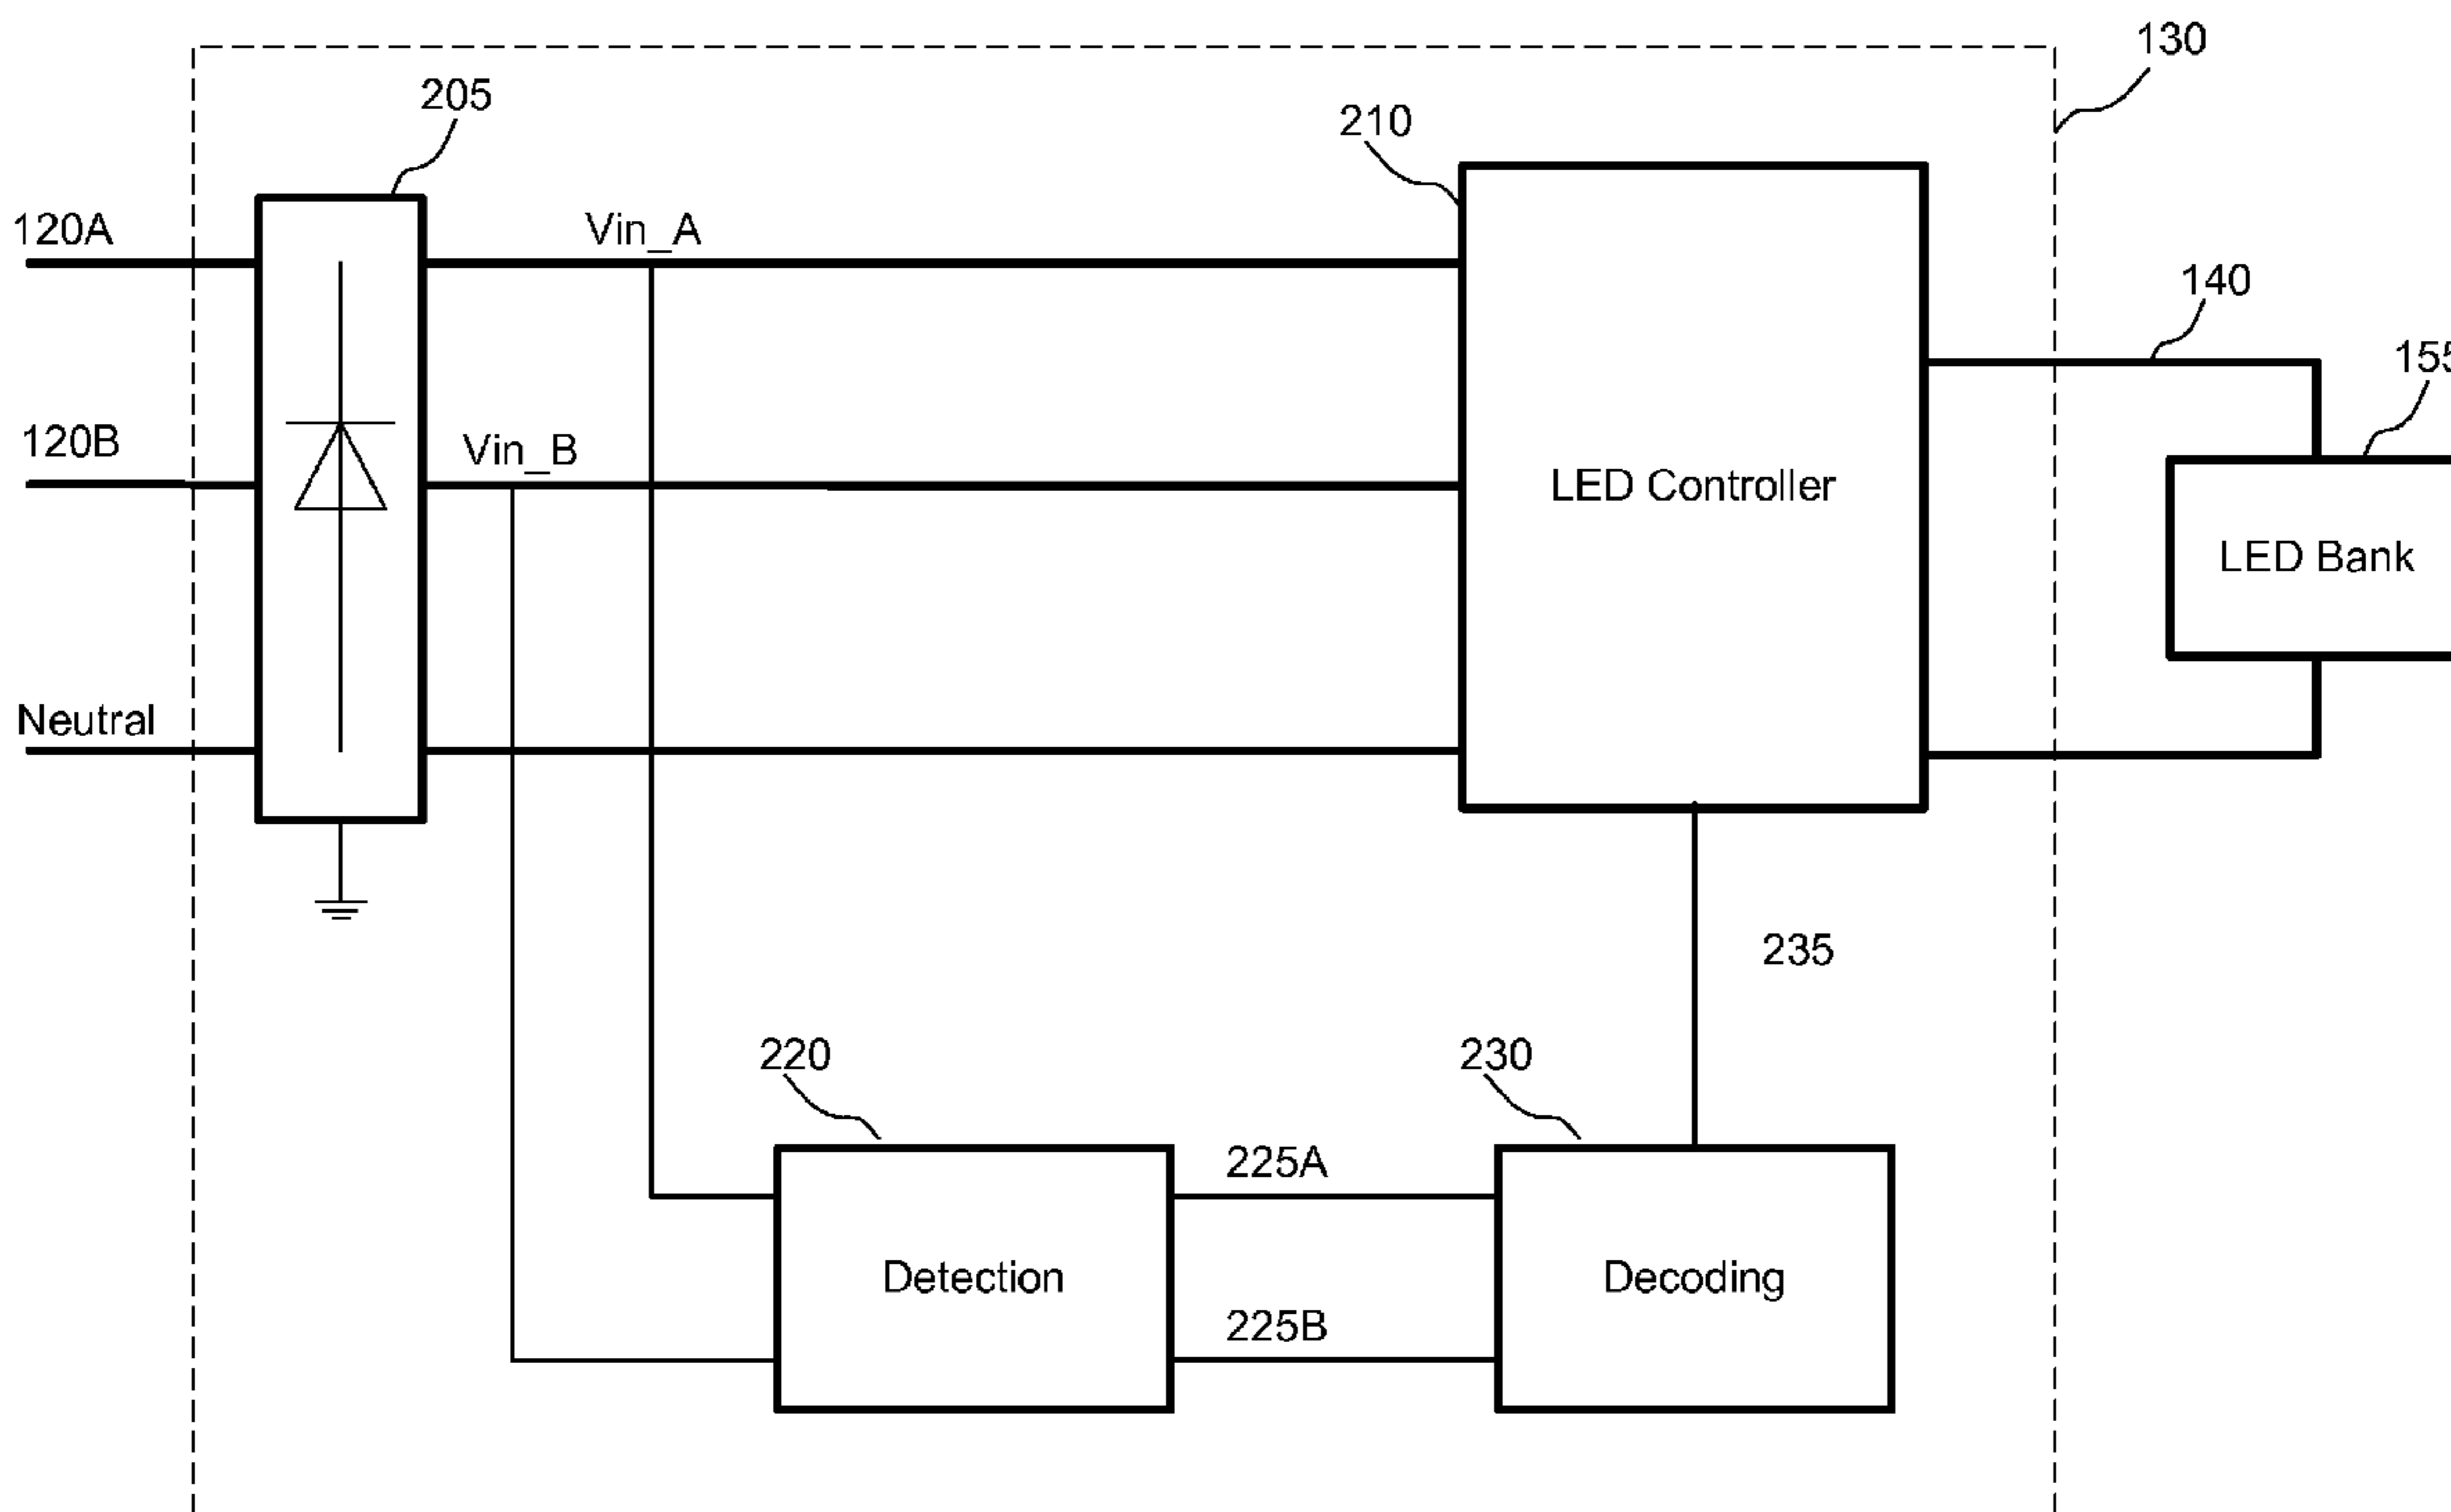 130
205
210
120A
Vin_A
140
155
120B
Vin_B
LED Controller
LED Bank
Neutral
235
220
230
225A
Detection
Decoding
225B